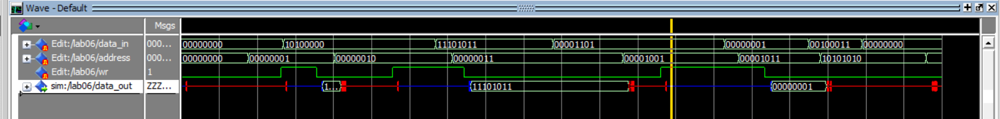 Wave - Default
Msgs
Edit:/lab06/data_in 000... 00000000 10100000 11101011 00001101 00000001 00100011 00000000
Edit:/lab06/address 000... 00000000 00000001 00000010 00000011 00001001 00001011 10101010
Edit:/lab06/wr 1
sim:/lab06/data_out ZZZ... 1... 11101011 00000001